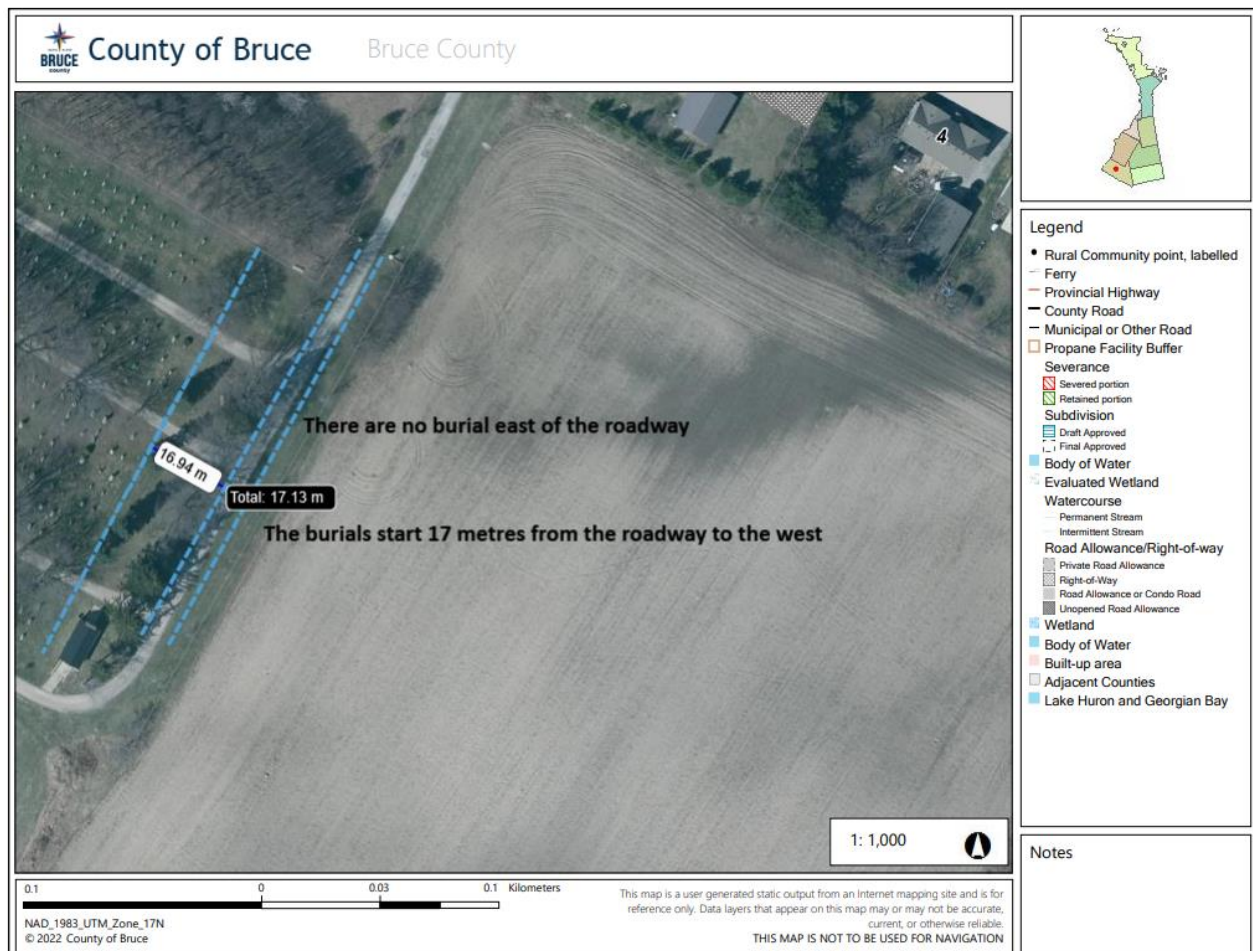 BRUCE
county
County of Bruce
Bruce County
4
There are no burial east of the roadway
16.94 m
Total: 17.13 m
The burials start 17 metres from the roadway to the west
1: 1,000
Legend
Rural Community point, labelled
Ferry
Provincial Highway
County Road
Municipal or Other Road
Propane Facility Buffer
Severance
Severed portion
Retained portion
Subdivision
Draft Approved
Final Approved
Body of Water
Evaluated Wetland
Watercourse
Permanent Stream
Intermittent Stream
Road Allowance/Right-of-way
Private Road Allowance
Right-of-Way
Road Allowance or Condo Road
Unopened Road Allowance
Wetland
Body of Water
Built-up area
Adjacent Counties
Lake Huron and Georgian Bay
Notes
0.1 0 0.03 0.1 Kilometers
NAD_1983_UTM_Zone_17N
© 2022 County of Bruce
This map is a user generated static output from an Internet mapping site and is for
reference only. Data layers that appear on this map may or may not be accurate,
current, or otherwise reliable.
THIS MAP IS NOT TO BE USED FOR NAVIGATION